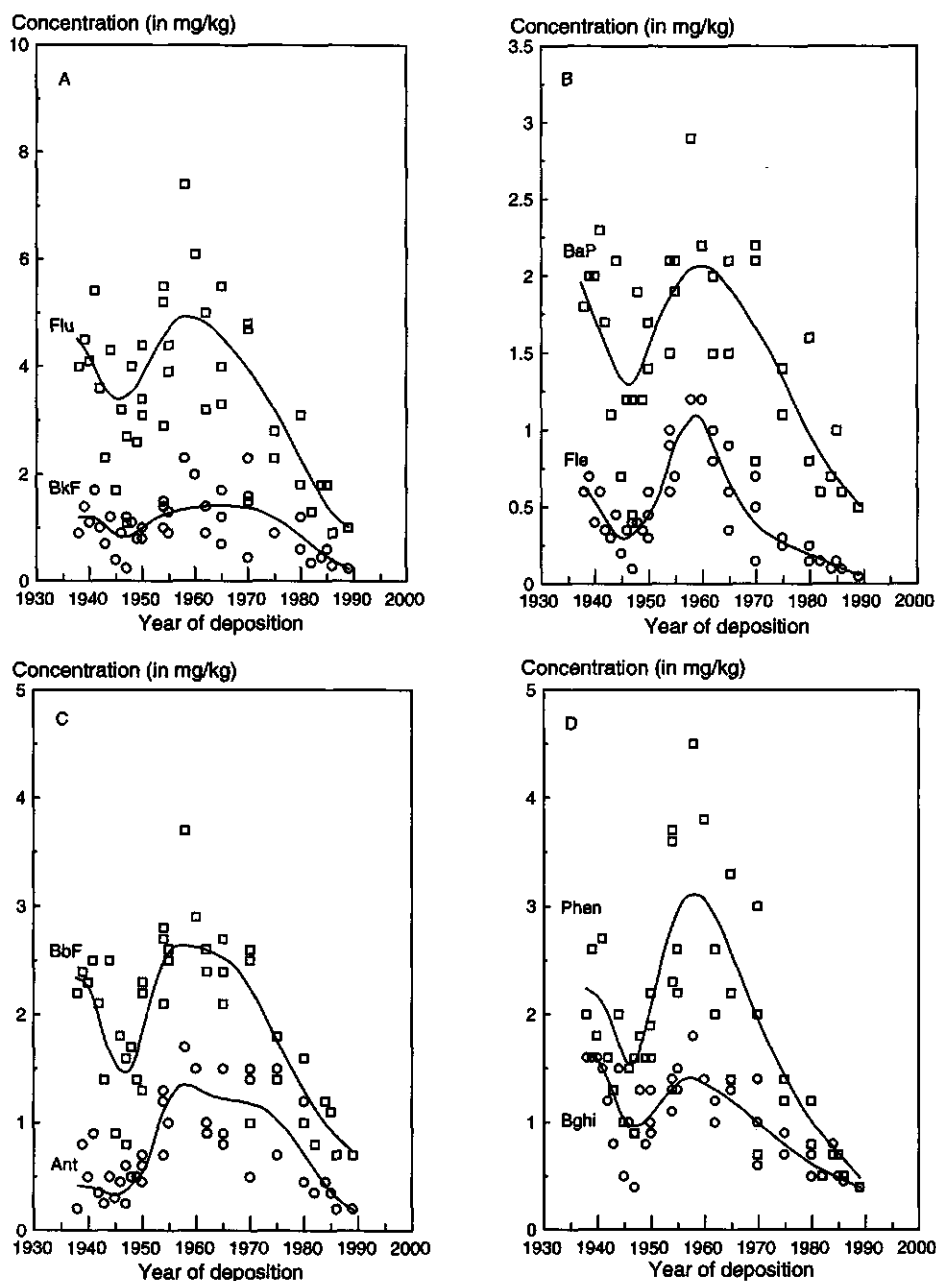 Concentration (in mg/kg)
10
A
8
6
Flu
4
2
BkF
0
1930 1940 1950 1960 1970 1980 1990 2000
Year of deposition
Concentration (in mg/kg)
3.5
B
3
2.5
BaP
2
1.5
1
Fle
0.5
0
1930 1940 1950 1960 1970 1980 1990 2000
Year of deposition
Concentration (in mg/kg)
5
C
4
3
BbF
2
1
Ant
0
1930 1940 1950 1960 1970 1980 1990 2000
Year of deposition
Concentration (in mg/kg)
5
D
4
3
Phen
2
Bghi
1
0
1930 1940 1950 1960 1970 1980 1990 2000
Year of deposition